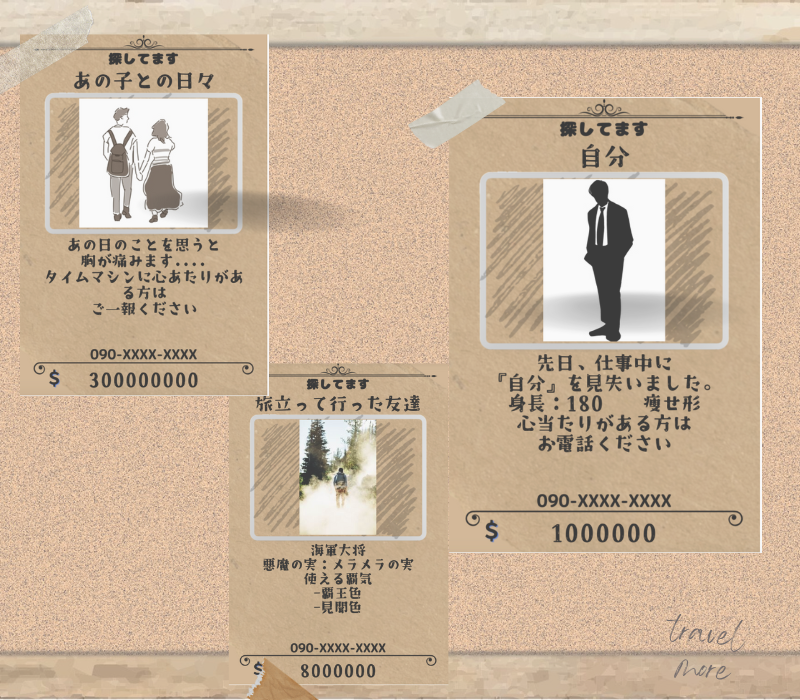 探してます
あの子との日々
あの日のことを思うと
胸が痛みます....
タイムマシンに心あたりがあ
る方は
ご一報ください
090-XXXX-XXXX
$ 300000000
探してます
旅立って行った友達
海軍大将
悪魔の実：メラメラの実
使える覇気
-覇王色
-見聞色
090-XXXX-XXXX
$ 8000000
探してます
自分
先日、仕事中に
『自分』を見失いました。
身長：180　痩せ形
心当たりがある方は
お電話ください
090-XXXX-XXXX
$ 1000000
travel
more